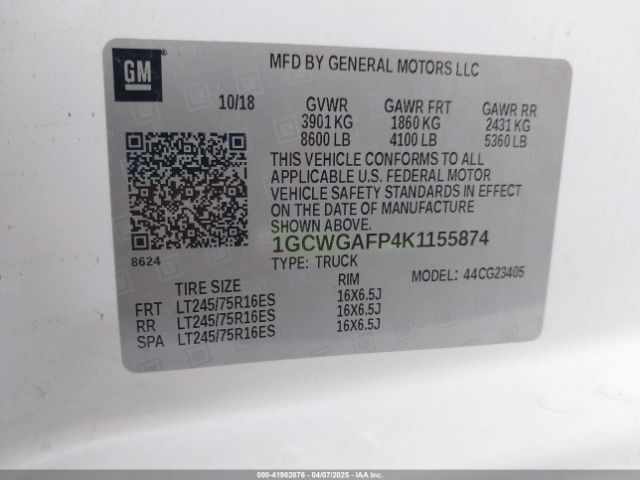 GM
MFD BY GENERAL MOTORS LLC
10/18 GVWR GAWR FRT GAWR RR
3901 KG 1860 KG 2431 KG
8600 LB 4100 LB 5360 LB
THIS VEHICLE CONFORMS TO ALL
APPLICABLE U.S. FEDERAL MOTOR
VEHICLE SAFETY STANDARDS IN EFFECT
ON THE DATE OF MANUFACTURE
SHOWN ABOVE.
1GCWGAFP4K1155874
8624 TYPE: TRUCK MODEL: 44CG23405
TIRE SIZE RIM
FRT LT245/75R16ES 16X6.5J
RR LT245/75R16ES 16X6.5J
SPA LT245/75R16ES 16X6.5J
000-41982876 04/07/2025 IAAI.COM